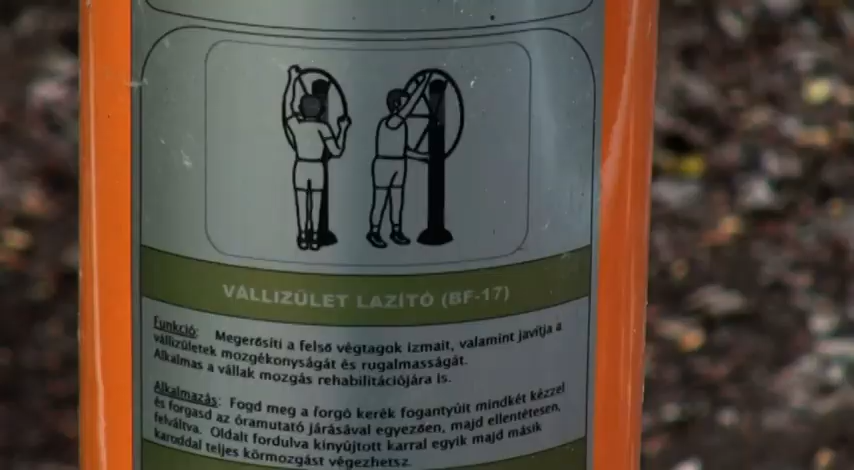 VÁLLIZÜLET LAZÍTÓ (BF-17)
Funkció: Megerősíti a felső végtagok izmait, valamint javítja a
vállizületek mozgékonyságát és rugalmasságát.
Alkalmas a vállak mozgás rehabilitációjára is.
Alkalmazás: Fogd meg a forgó kerék fogantyúit mindkét kézzel
és forgasd az óramutató járásával egyezően, majd ellentétesen,
felváltva. Oldalt fordulva kinyújtott karral egyik majd másik
karoddal teljes körmozgást végezhetsz.